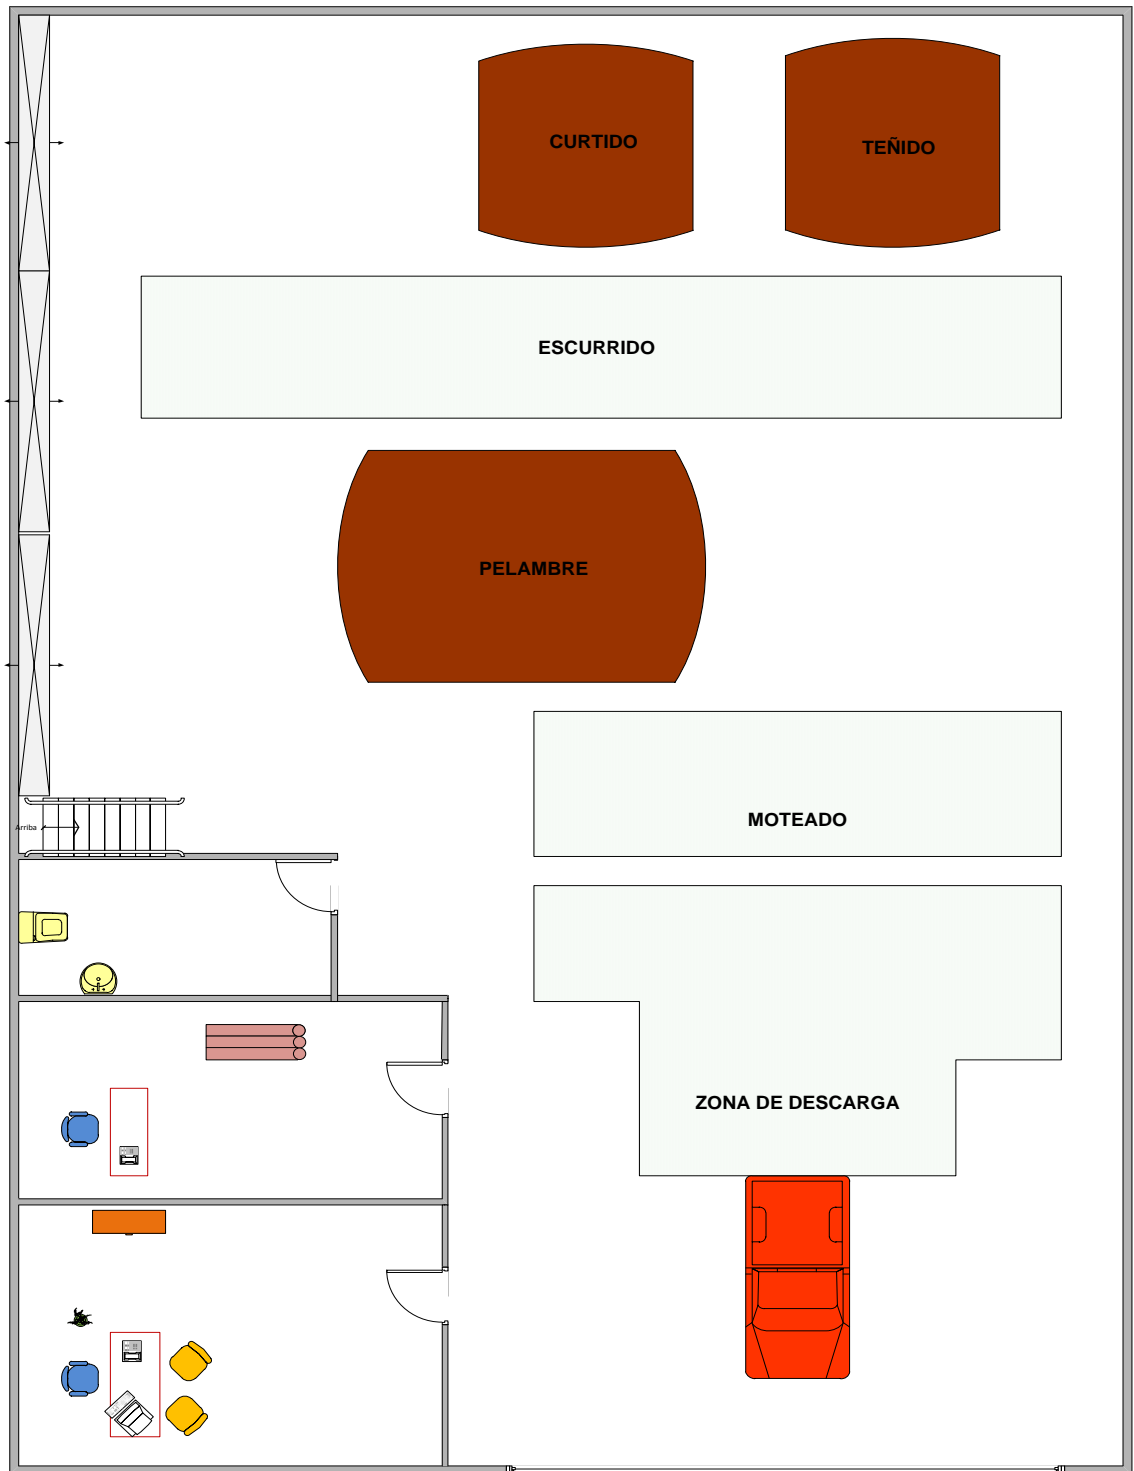 CURTIDO
TEÑIDO
ESCURRIDO
PELAMBRE
MOTEADO
Arriba
ZONA DE DESCARGA